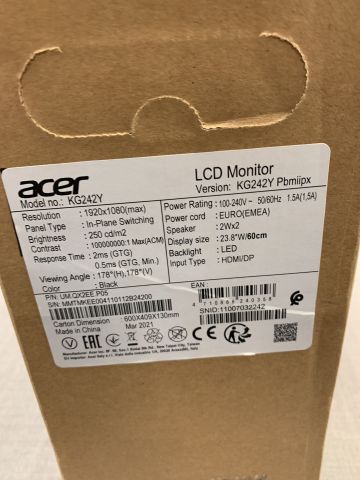 acer
LCD Monitor
Model no.: KG242Y
Version: KG242Y Pbmiipx
Resolution : 1920x1080(max)
Panel Type : In-Plane Switching
Brightness : 250 cd/m2
Contrast : 100000000:1 Max(ACM)
Response Time : 2ms (GTG)
0.5ms (GTG, Min.)
Viewing Angle : 178°(H),178°(V)
Color : Black
Power Rating : 100-240V~ 50/60Hz 1.5A(1.5A)
Power cord : EURO(EMEA)
Speaker : 2Wx2
Display size : 23.8"W/60cm
Backlight : LED
Input Type : HDMI/DP
P/N: UM.QX2EE.P05
S/N: MMTMKEE004110112B24200
EAN :
4 710886 240358
SNID:11007032242
Carton Dimension : 600X409X130mm
Made in China
Mar 2021